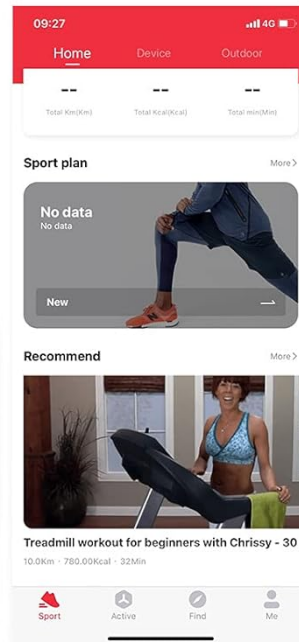 09:27
4G
Home Device Outdoor
-- -- --
Total Km(Km) Total Kcal(Kcal) Total min(Min)
Sport plan More >
No data
No data
New
Recommend More >
Treadmill workout for beginners with Chrissy - 30
10.0Km · 780.00Kcal · 32Min
Sport Active Find Me